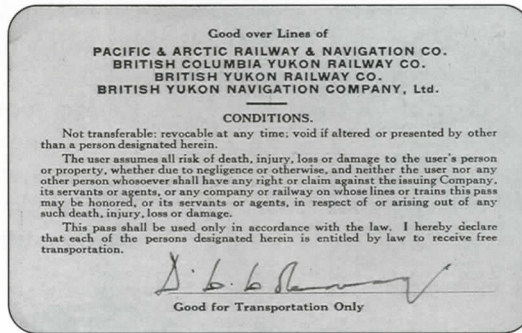 Good over Lines of
PACIFIC & ARCTIC RAILWAY & NAVIGATION CO.
BRITISH COLUMBIA YUKON RAILWAY CO.
BRITISH YUKON RAILWAY CO.
BRITISH YUKON NAVIGATION COMPANY, Ltd.
CONDITIONS.
Not transferable: revocable at any time; void if altered or presented by other
than a person designated herein.
The user assumes all risk of death, injury, loss or damage to the user's person
or property, whether due to negligence or otherwise, and neither the user nor any
other person whosoever shall have any right or claim against the issuing Company,
its servants or agents, or any company or railway on whose lines or trains this pass
may be honored, or its servants or agents, in respect of or arising out of any
such death, injury, loss or damage.
This pass shall be used only in accordance with the law. I hereby declare
that each of the persons designated herein is entitled by law to receive free
transportation.
Good for Transportation Only